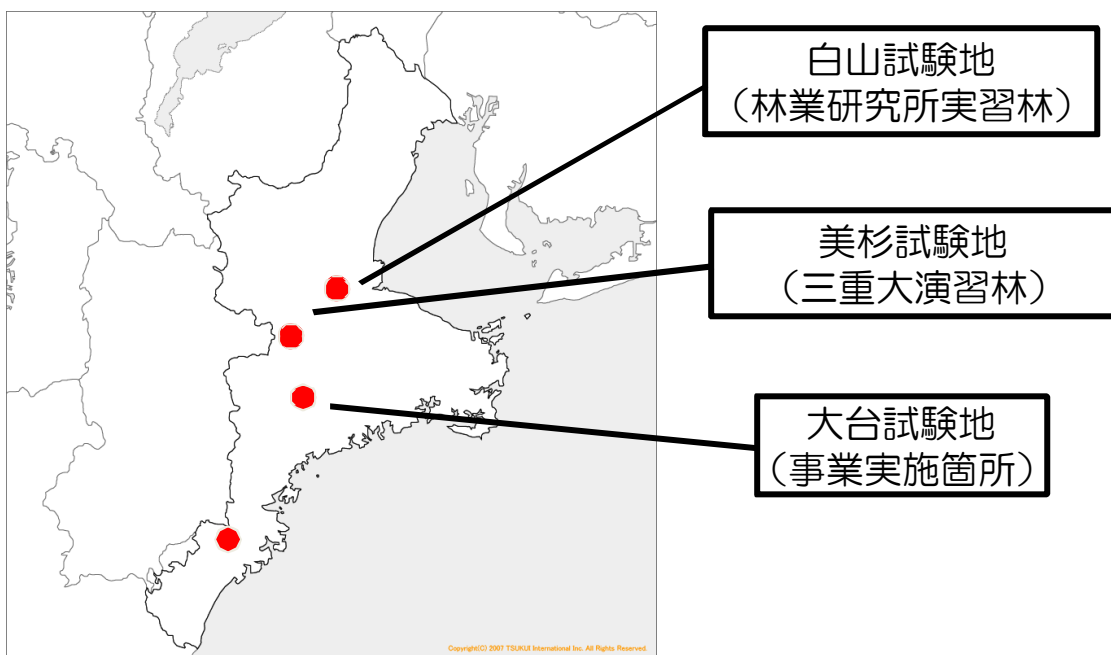 白山試験地
（林業研究所実習林）
美杉試験地
（三重大演習林）
大台試験地
（事業実施箇所）
Copyright(C) 2007 TSUKUI International Inc. All Rights Reserved.